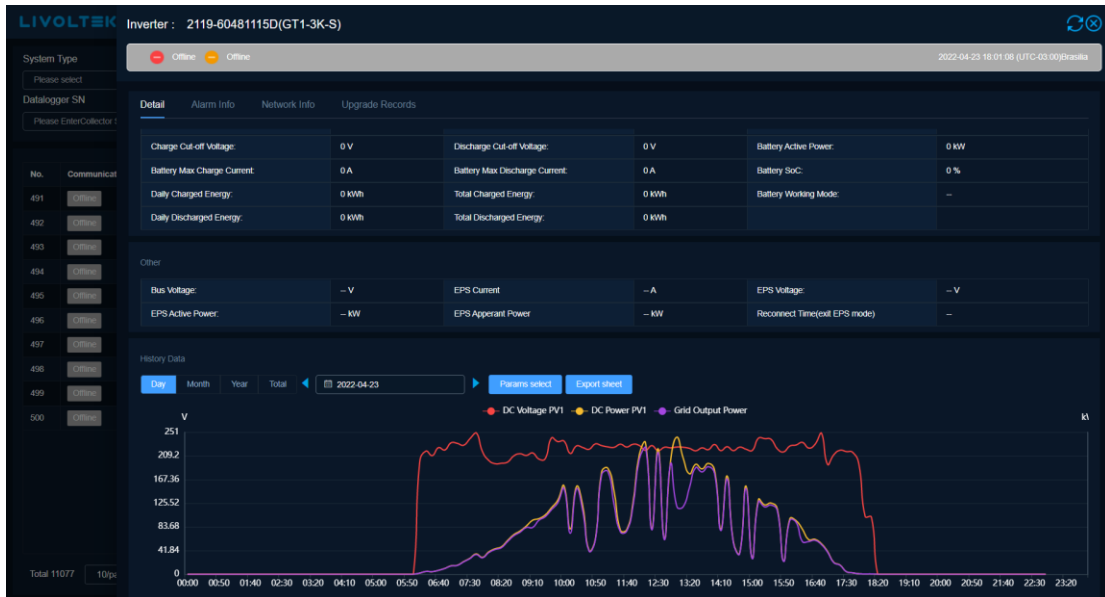 LIVOLTEK
Inverter : 2119-60481115D(GT1-3K-S)
Offline Offline 2022-04-23 18:01:08 (UTC-03:00)Brasilia
System Type
Please select
Datalogger SN
Please EnterCollector
Detail Alarm Info Network Info Upgrade Records
Charge Cut-off Voltage: 0 V Discharge Cut-off Voltage: 0 V Battery Active Power: 0 kW
Battery Max Charge Current: 0 A Battery Max Discharge Current: 0 A Battery SoC: 0 %
Daily Charged Energy: 0 kWh Total Charged Energy: 0 kWh Battery Working Mode: --
Daily Discharged Energy: 0 kWh Total Discharged Energy: 0 kWh
No. Communicat
491 Offline
492 Offline
493 Offline
494 Offline
495 Offline
496 Offline
497 Offline
498 Offline
499 Offline
500 Offline
Total 11077 10/pa
Other
Bus Voltage: -- V EPS Current -- A EPS Voltage: -- V
EPS Active Power: -- kW EPS Apperant Power -- kW Reconnect Time(exit EPS mode) --
History Data
Day Month Year Total 2022-04-23 Params select Export sheet
DC Voltage PV1 DC Power PV1 Grid Output Power
V
251
209.2
167.36
125.52
83.68
41.84
0
00:00 00:50 01:40 02:30 03:20 04:10 05:00 05:50 06:40 07:30 08:20 09:10 10:00 10:50 11:40 12:30 13:20 14:10 15:00 15:50 16:40 17:30 18:20 19:10 20:00 20:50 21:40 22:30 23:20